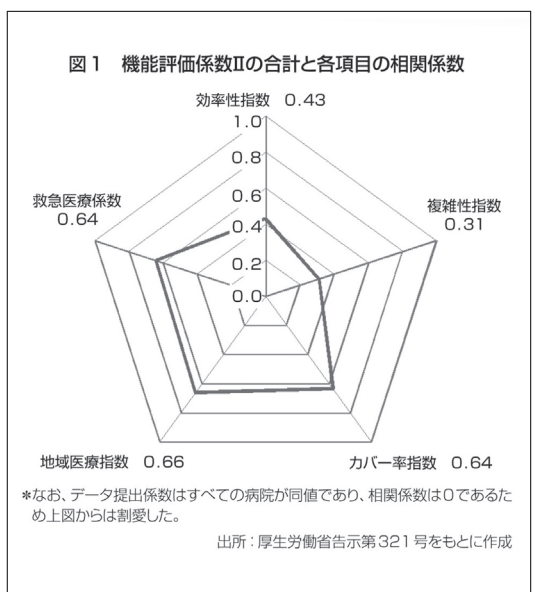 図1 機能評価係数Ⅱの合計と各項目の相関係数
効率性指数 0.43
1.0
0.8
0.6
0.4
0.2
0.0
複雑性指数
0.31
救急医療係数
0.64
地域医療指数 0.66
カバー率指数 0.64
*なお、データ提出係数はすべての病院が同値であり、相関係数は0であるた
め上図からは割愛した。
出所:厚生労働省告示第321号をもとに作成